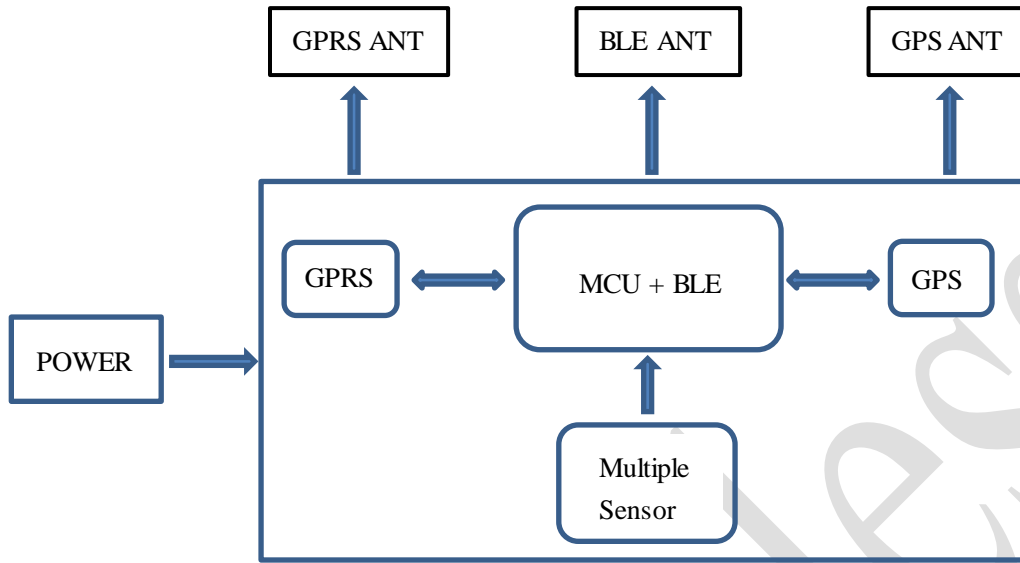 GPRS ANT
BLE ANT
GPS ANT
GPRS
MCU + BLE
GPS
POWER
Multiple
Sensor